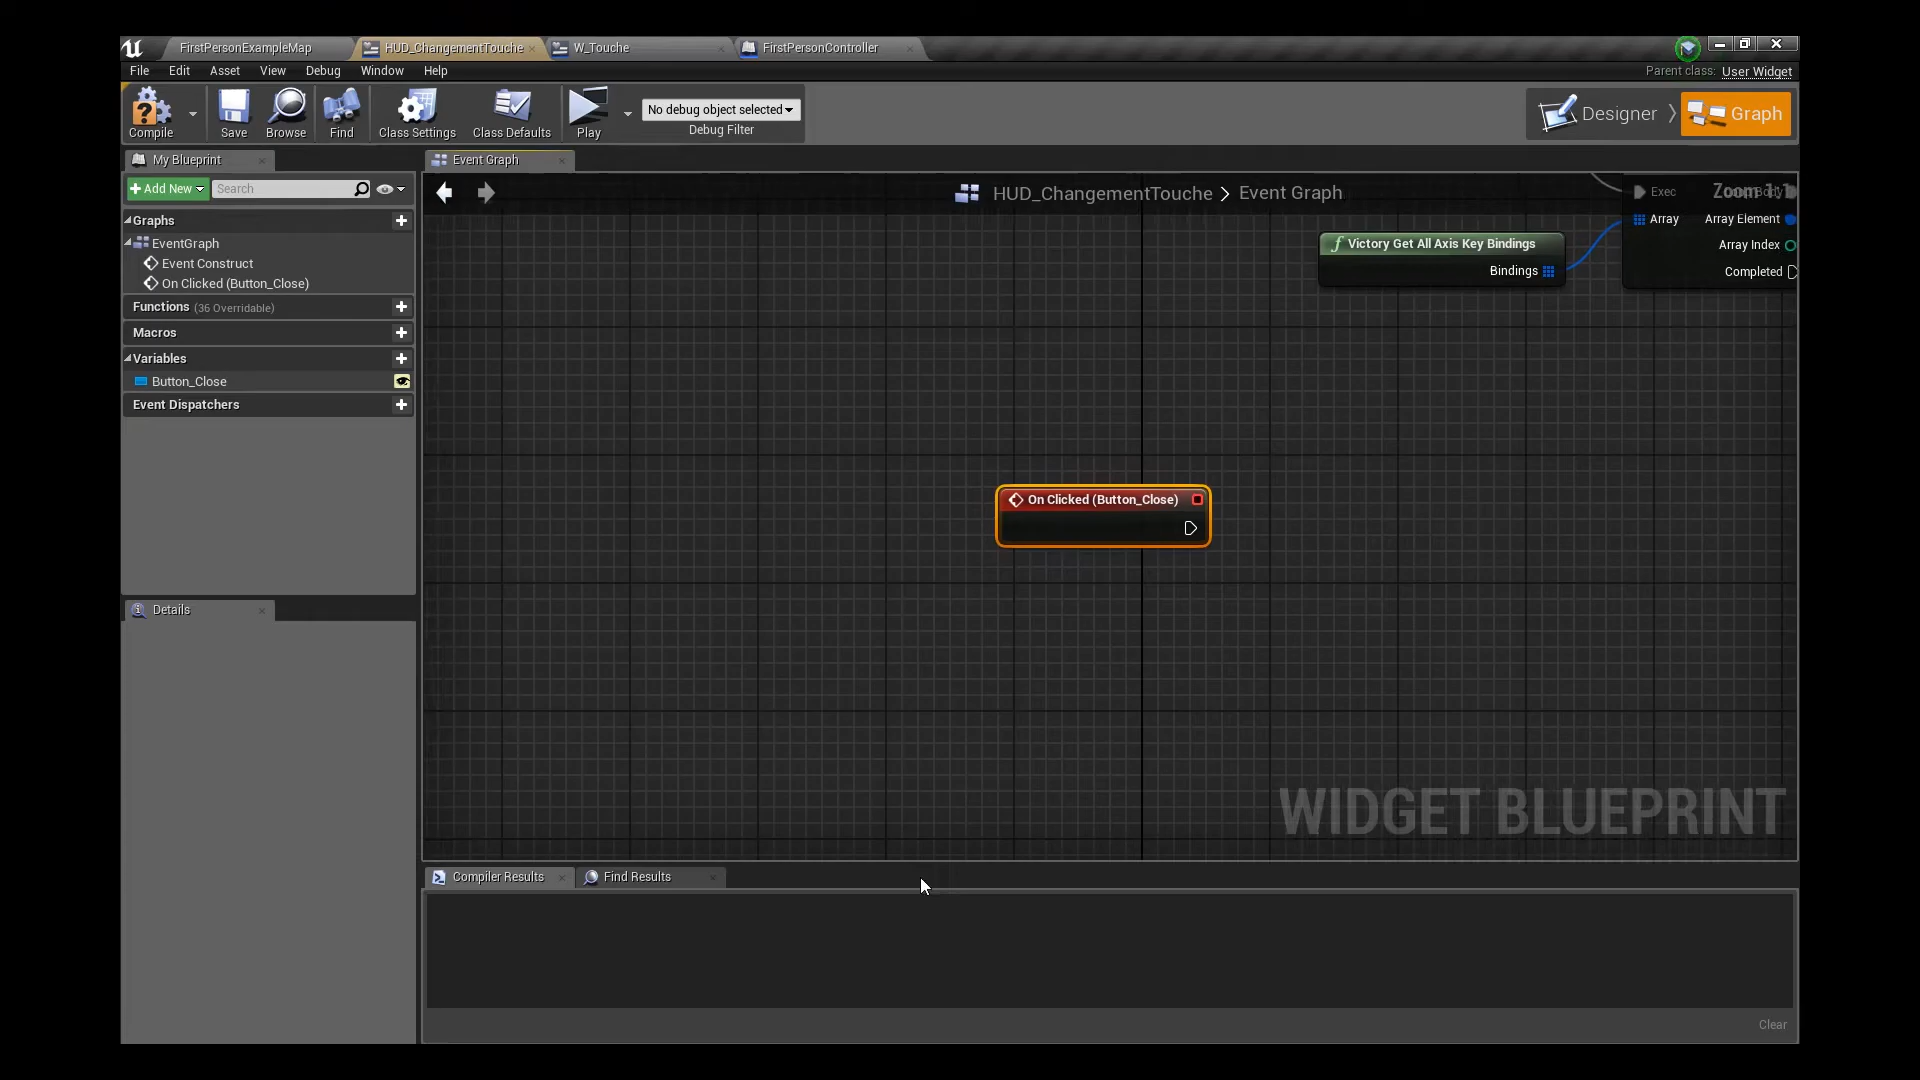 FirstPersonExampleMap
HUD_ChangementTouche
W_Touche
FirstPersonController
File Edit Asset View Debug Window Help
Parent class: User Widget
Compile
Save
Browse
Find
Class Settings
Class Defaults
Play
No debug object selected
Debug Filter
Designer
Graph
My Blueprint
Event Graph
+ Add New
Search
HUD_ChangementTouche > Event Graph
Zoom 1:1
Graphs
EventGraph
Event Construct
On Clicked (Button_Close)
Functions (36 Overridable)
Macros
Variables
Button_Close
Event Dispatchers
Exec
Array
Array Element
Array Index
Completed
Victory Get All Axis Key Bindings
Bindings
On Clicked (Button_Close)
WIDGET BLUEPRINT
Details
Compiler Results
Find Results
Clear